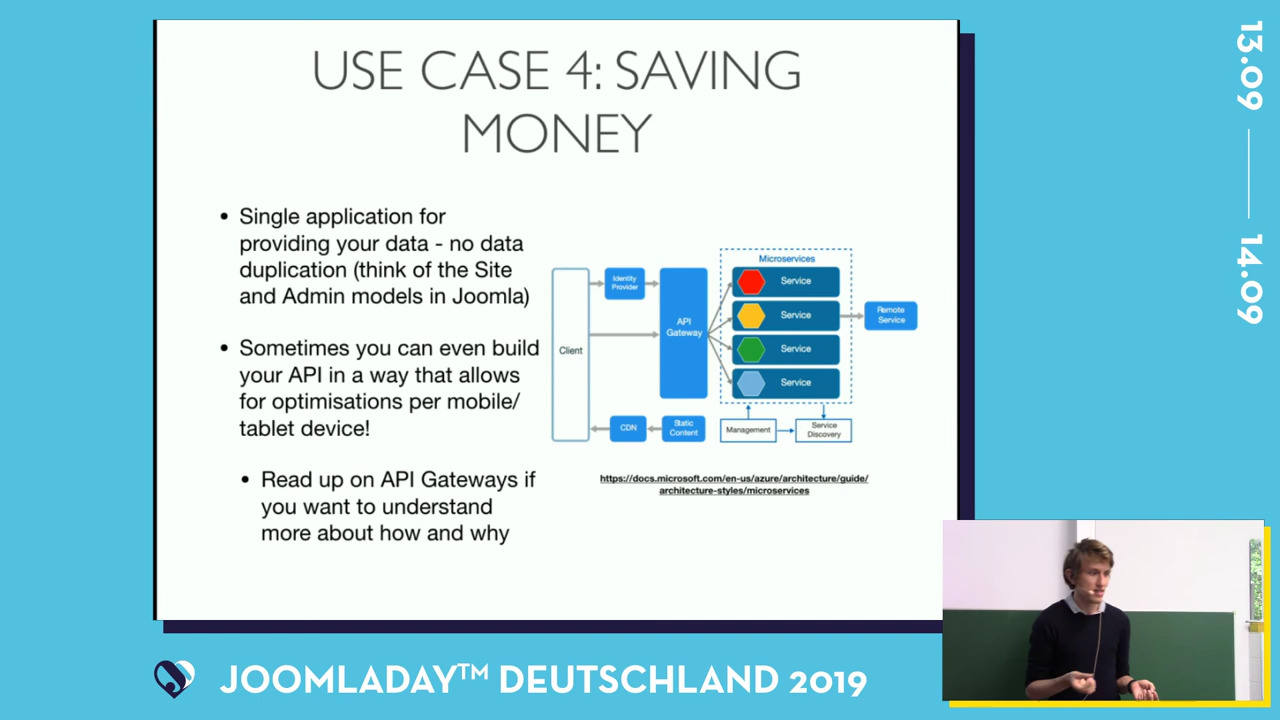 USE CASE 4: SAVING
MONEY
• Single application for
providing your data - no data
duplication (think of the Site
and Admin models in Joomla)
• Sometimes you can even build
your API in a way that allows
for optimisations per mobile/
tablet device!
• Read up on API Gateways if
you want to understand
more about how and why
Client
Identity
Provider
API
Gateway
CDN
Static
Content
Microservices
Service
Service
Service
Service
Remote
Service
Management
Service
Discovery
https://docs.microsoft.com/en-us/azure/architecture/guide/
architecture-styles/microservices
13.09
14.09
JOOMLADAY™ DEUTSCHLAND 2019